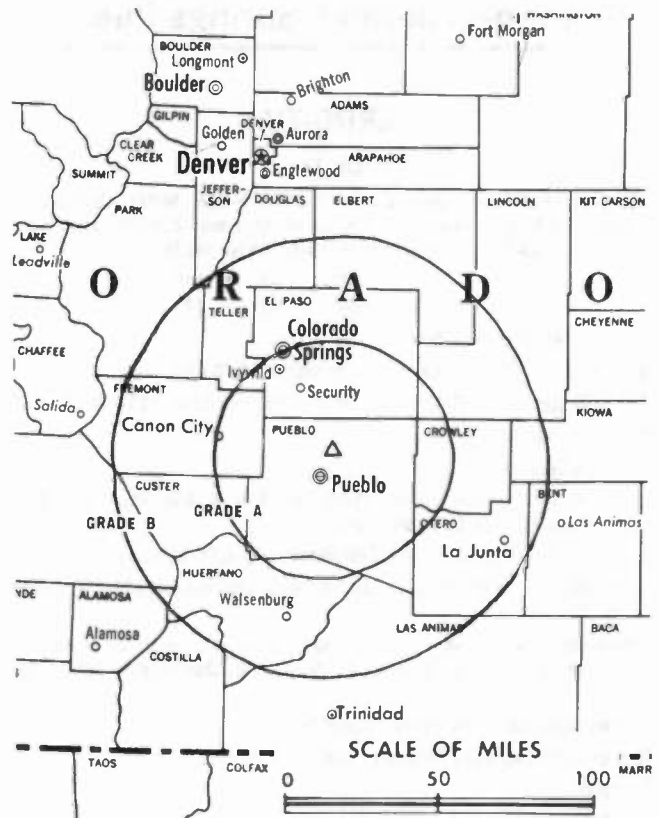 WASHINGTON
Fort Morgan
BOULDER
Longmont
Boulder
Brighton
ADAMS
GILPIN
Golden
DENVER
Aurora
CLEAR
CREEK
Denver
ARAPAHOE
Englewood
SUMMIT
JEFFER-
SON
DOUGLAS
ELBERT
LINCOLN
KIT CARSON
PARK
LAKE
Leadville
O R A D O
TELLER
EL PASO
CHEYENNE
Colorado
Springs
CHAFFEE
Ivywild
Security
FREMONT
KIOWA
Salida
Canon City
PUEBLO
CROWLEY
Pueblo
CUSTER
BENT
GRADE B
GRADE A
OTERO
Las Animas
La Junta
HUERFANO
NDE
ALAMOSA
Walsenburg
LAS ANIMAS
BACA
Alamosa
COSTILLA
Trinidad
SCALE OF MILES
TAOS
COLFAX
MARR
0 50 100